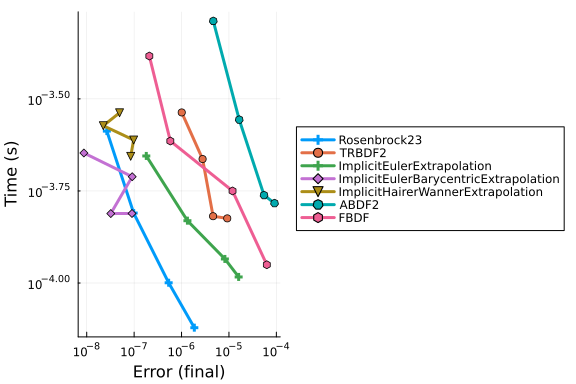 Time (s)
10^−3.50
10^−3.75
10^−4.00
10^−8 10^−7 10^−6 10^−5 10^−4
Error (final)
Rosenbrock23
TRBDF2
ImplicitEulerExtrapolation
ImplicitEulerBarycentricExtrapolation
ImplicitHairerWannerExtrapolation
ABDF2
FBDF